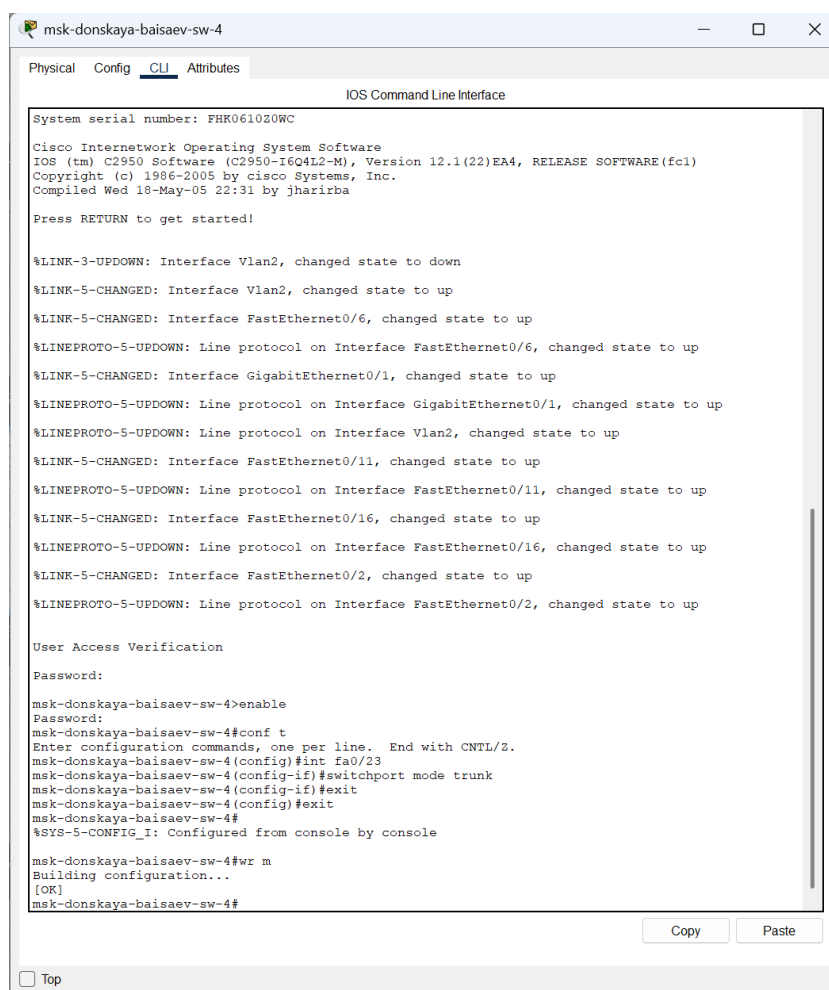 msk-donskaya-baisaev-sw-4
Physical Config CLI Attributes
IOS Command Line Interface
System serial number: FHK0610Z0WC
Cisco Internetwork Operating System Software
IOS (tm) C2950 Software (C2950-I6Q4L2-M), Version 12.1(22)EA4, RELEASE SOFTWARE(fc1)
Copyright (c) 1986-2005 by cisco Systems, Inc.
Compiled Wed 18-May-05 22:31 by jharirba
Press RETURN to get started!
%LINK-3-UPDOWN: Interface Vlan2, changed state to down
%LINK-5-CHANGED: Interface Vlan2, changed state to up
%LINK-5-CHANGED: Interface FastEthernet0/6, changed state to up
%LINEPROTO-5-UPDOWN: Line protocol on Interface FastEthernet0/6, changed state to up
%LINK-5-CHANGED: Interface GigabitEthernet0/1, changed state to up
%LINEPROTO-5-UPDOWN: Line protocol on Interface GigabitEthernet0/1, changed state to up
%LINEPROTO-5-UPDOWN: Line protocol on Interface Vlan2, changed state to up
%LINK-5-CHANGED: Interface FastEthernet0/11, changed state to up
%LINEPROTO-5-UPDOWN: Line protocol on Interface FastEthernet0/11, changed state to up
%LINK-5-CHANGED: Interface FastEthernet0/16, changed state to up
%LINEPROTO-5-UPDOWN: Line protocol on Interface FastEthernet0/16, changed state to up
%LINK-5-CHANGED: Interface FastEthernet0/2, changed state to up
%LINEPROTO-5-UPDOWN: Line protocol on Interface FastEthernet0/2, changed state to up
User Access Verification
Password:
msk-donskaya-baisaev-sw-4>enable
Password:
msk-donskaya-baisaev-sw-4#conf t
Enter configuration commands, one per line. End with CNTL/Z.
msk-donskaya-baisaev-sw-4(config)#int fa0/23
msk-donskaya-baisaev-sw-4(config-if)#switchport mode trunk
msk-donskaya-baisaev-sw-4(config-if)#exit
msk-donskaya-baisaev-sw-4(config)#exit
msk-donskaya-baisaev-sw-4#
%SYS-5-CONFIG_I: Configured from console by console
msk-donskaya-baisaev-sw-4#wr m
Building configuration...
[OK]
msk-donskaya-baisaev-sw-4#
Copy Paste
Top